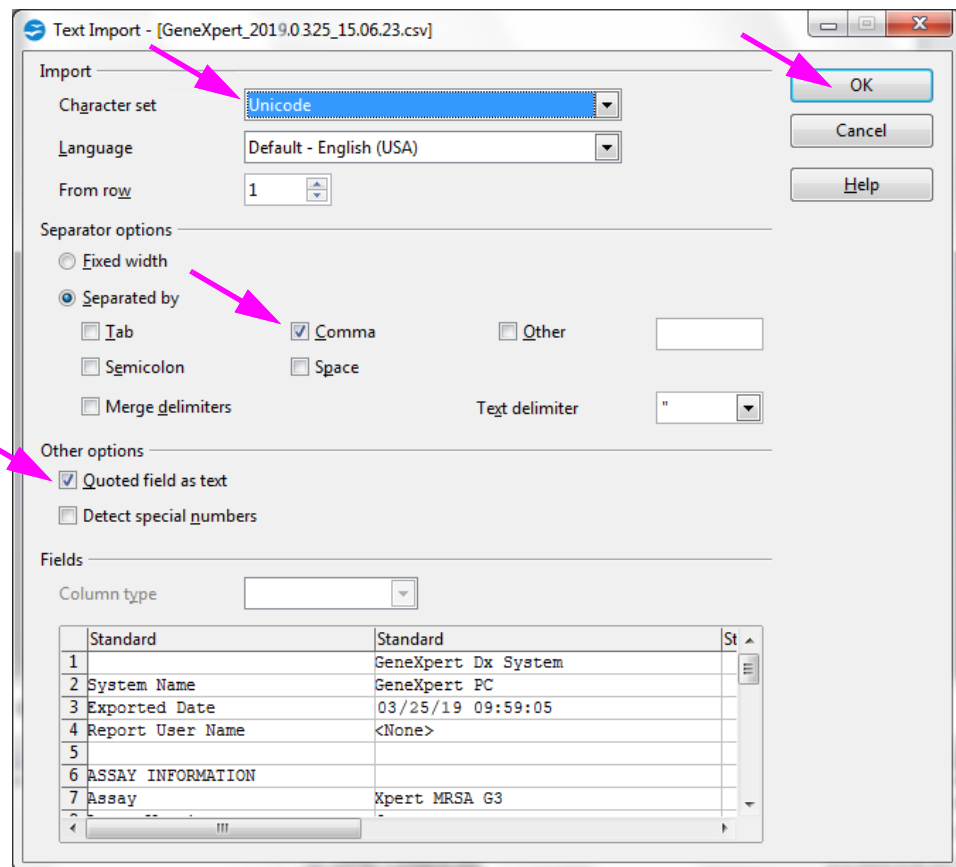 Text Import - [GeneXpert_2019.0325_15.06.23.csv]
Import
OK
Character set
Unicode
Cancel
Language
Default - English (USA)
From row
1
Help
Separator options
Fixed width
Separated by
Tab
Comma
Other
Semicolon
Space
Merge delimiters
Text delimiter
"
Other options
Quoted field as text
Detect special numbers
Fields
Column type
Standard Standard St
1 GeneXpert Dx System
2 System Name GeneXpert PC
3 Exported Date 03/25/19 09:59:05
4 Report User Name <None>
5
6 ASSAY INFORMATION
7 Assay Xpert MRSA G3